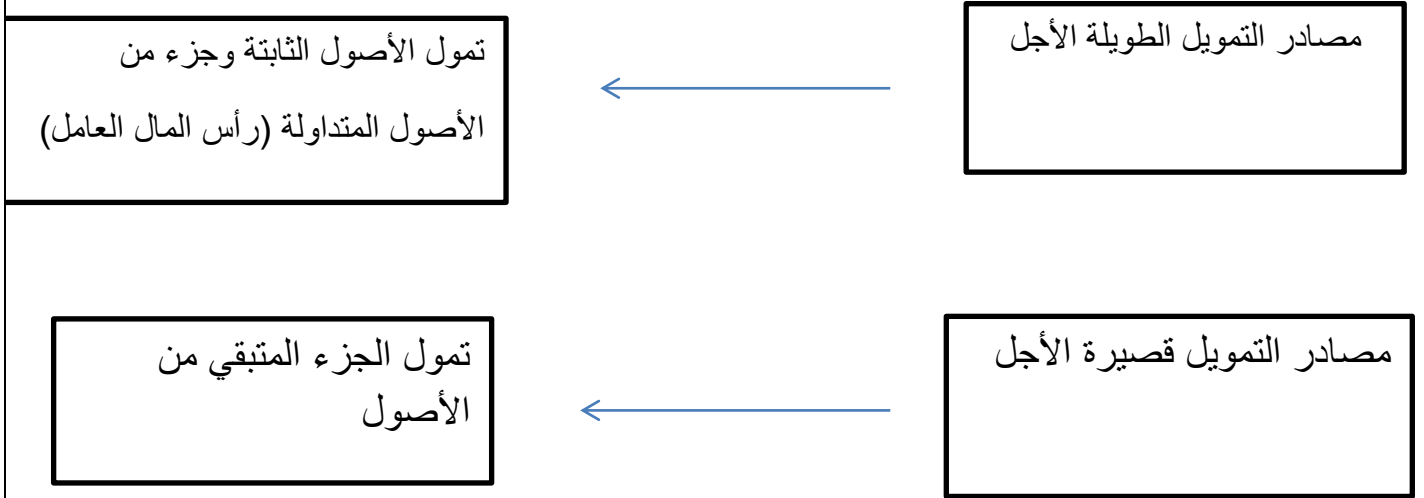 مصادر التمويل الطويلة الأجل
تمول الأصول الثابتة وجزء من
الأصول المتداولة (رأس المال العامل)
مصادر التمويل قصيرة الأجل
تمول الجزء المتبقي من
الأصول